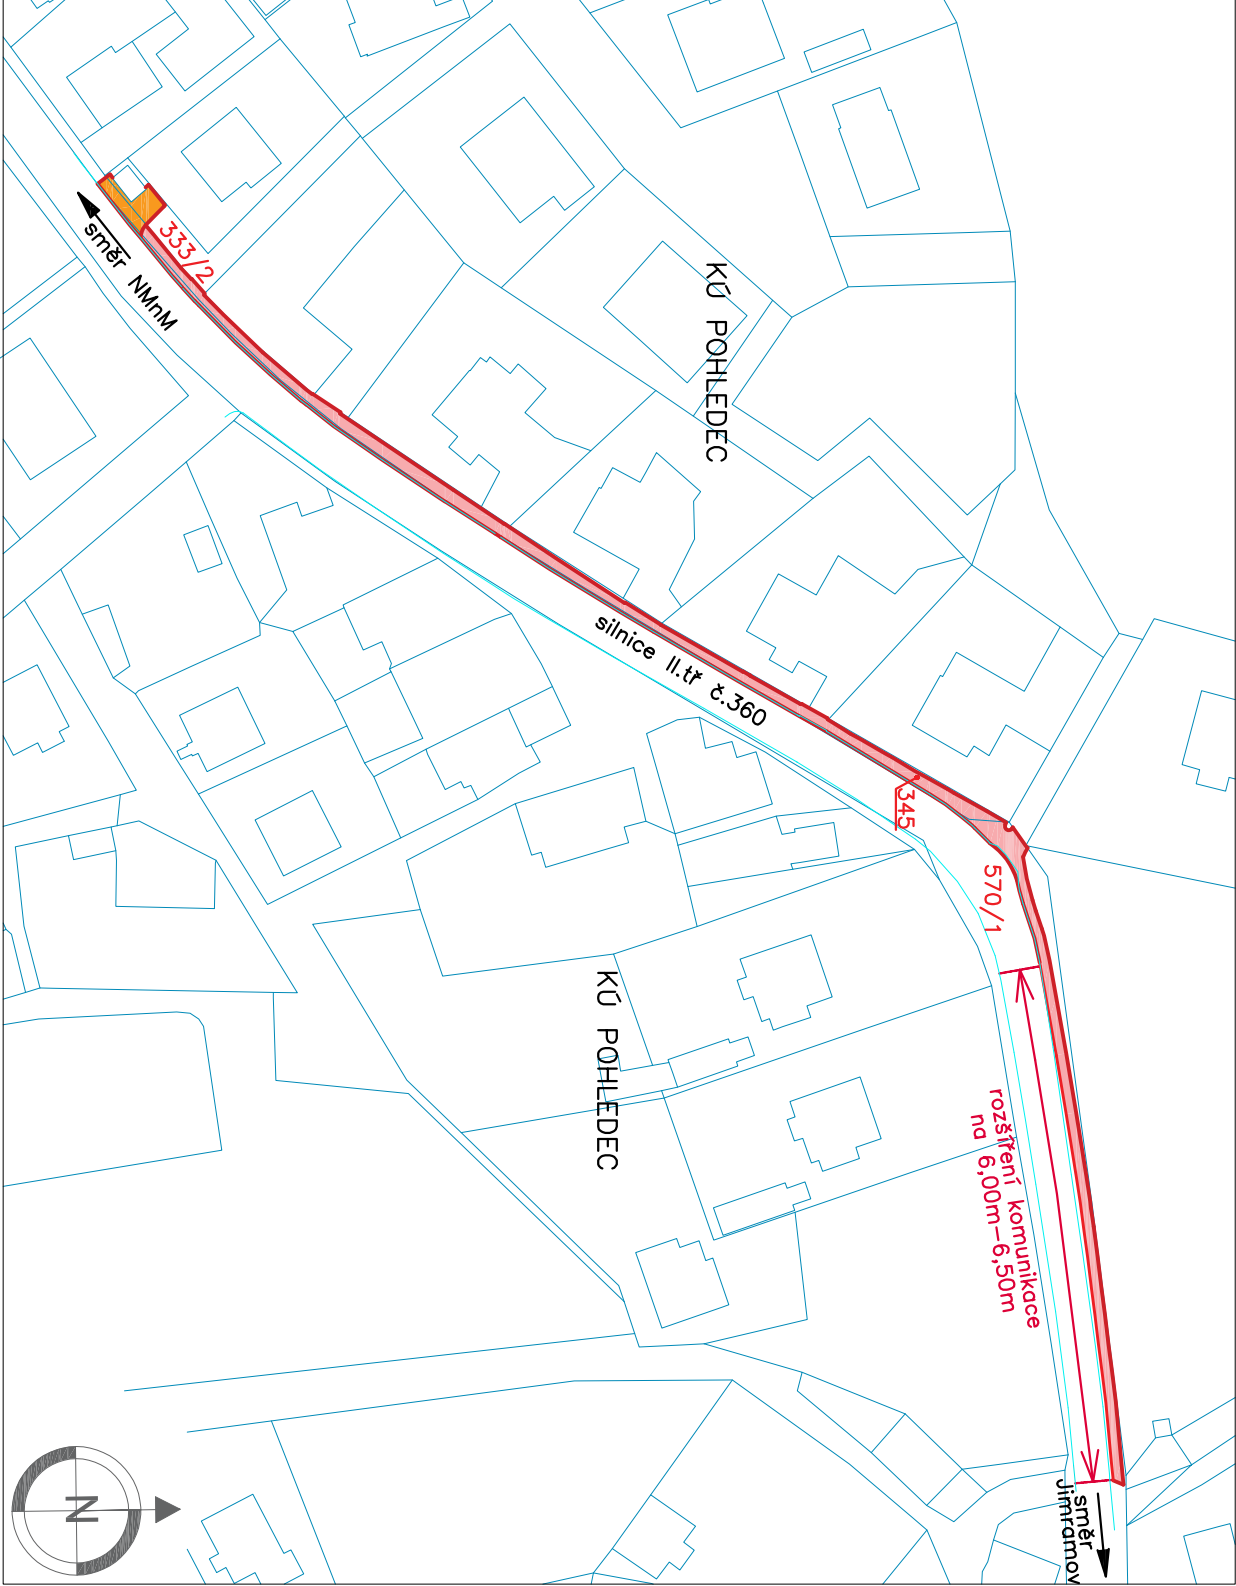 KÚ POHLEDEC
333/2
směr NMnM
silnice II.tř č.360
345
570/1
KÚ POHLEDEC
rozšíření komunikace
na 6,00m–6,50m
směr
Jimramov
N